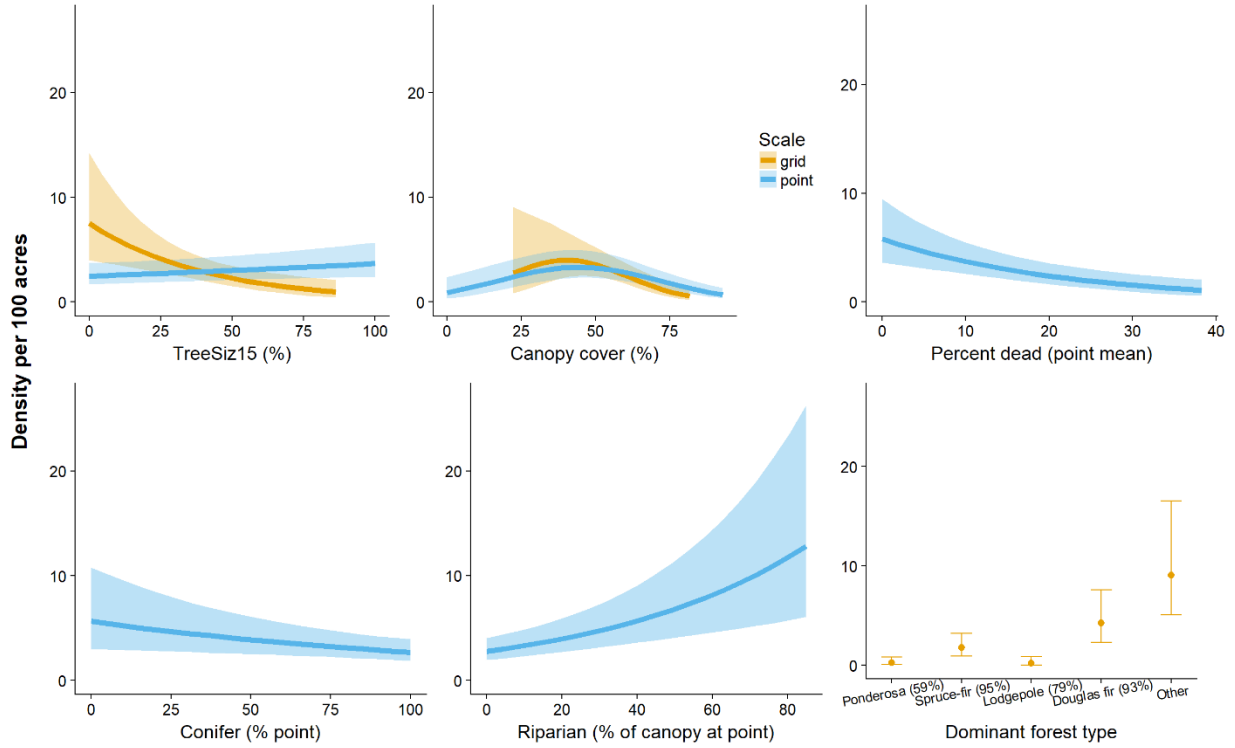 Density per 100 acres
20
10
0
0 25 50 75 100
TreeSiz15 (%)
20
10
0
0 25 50 75
Canopy cover (%)
Scale
grid
point
20
10
0
0 10 20 30 40
Percent dead (point mean)
20
10
0
0 25 50 75 100
Conifer (% point)
20
10
0
0 20 40 60 80
Riparian (% of canopy at point)
20
10
0
Ponderosa (59%) Spruce-fir (95%) Lodgepole (79%) Douglas fir (93%) Other
Dominant forest type